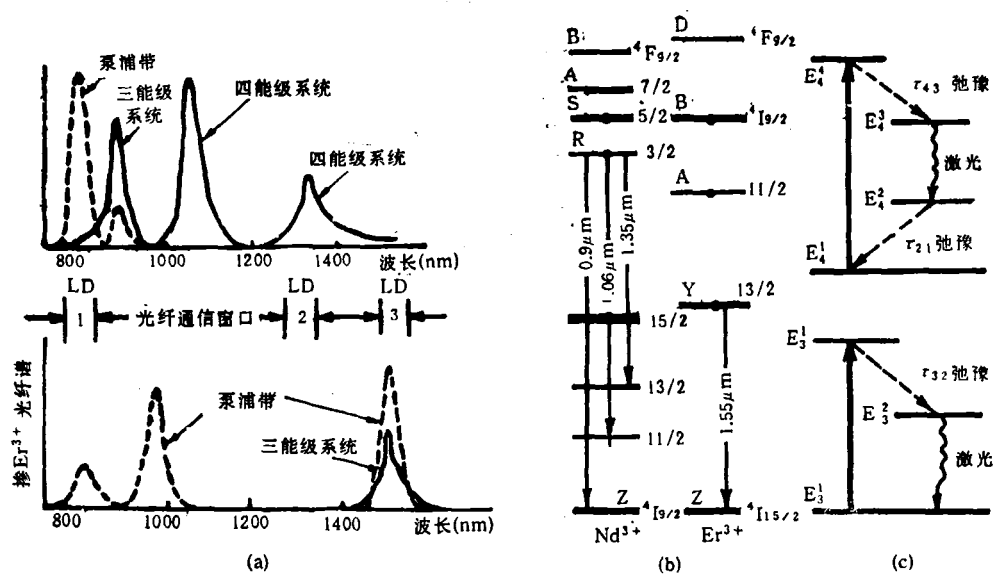 泵浦带
三能级
系统
四能级系统
四能级系统
800 1000 1200 1400 波长(nm)
LD LD LD
1 光纤通信窗口 2 3
掺Er³⁺光纤谱
泵浦带
三能级系统
800 1000 1200 1400 波长(nm)
(a)
B ⁴F₉/₂
A 7/2
S 5/2
R 3/2
0.9μm
1.06μm
1.35μm
15/2
13/2
11/2
Z ⁴I₉/₂
Nd³⁺
D ⁴F₉/₂
B ⁴I₉/₂
A 11/2
Y 13/2
1.55μm
Z ⁴I₁₅/₂
Er³⁺
(b)
E₄⁴
τ₄₃ 弛豫
E₄³
激光
E₄²
τ₂₁ 弛豫
E₄¹
E₃¹
τ₃₂ 弛豫
E₃²
激光
E₃¹
(c)